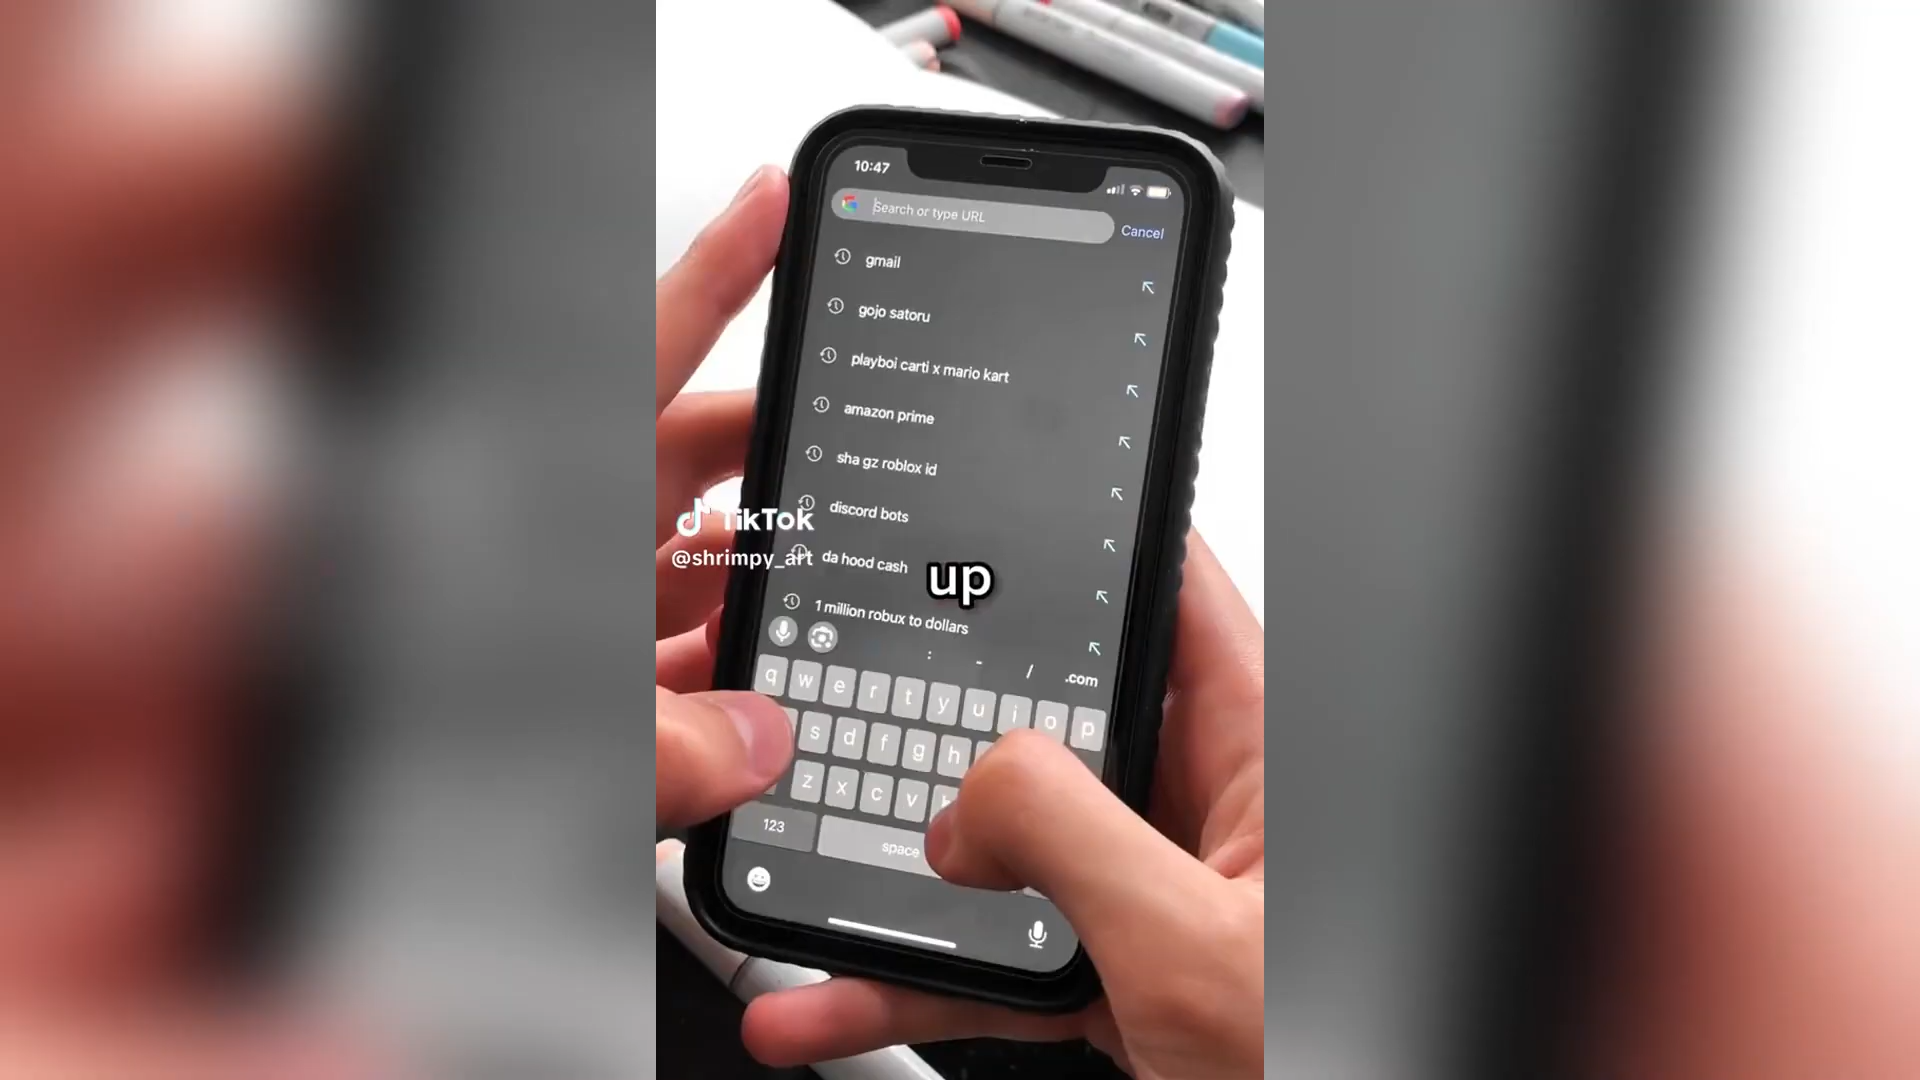 10:47
Search or type URL
Cancel
gmail
gojo satoru
playboi carti x mario kart
amazon prime
sha gz roblox id
discord bots
da hood cash
1 million robux to dollars
TikTok
@shrimpy_art
up
: - / .com
q w e r t y u i o p
s d f g h
z x c v
123
space